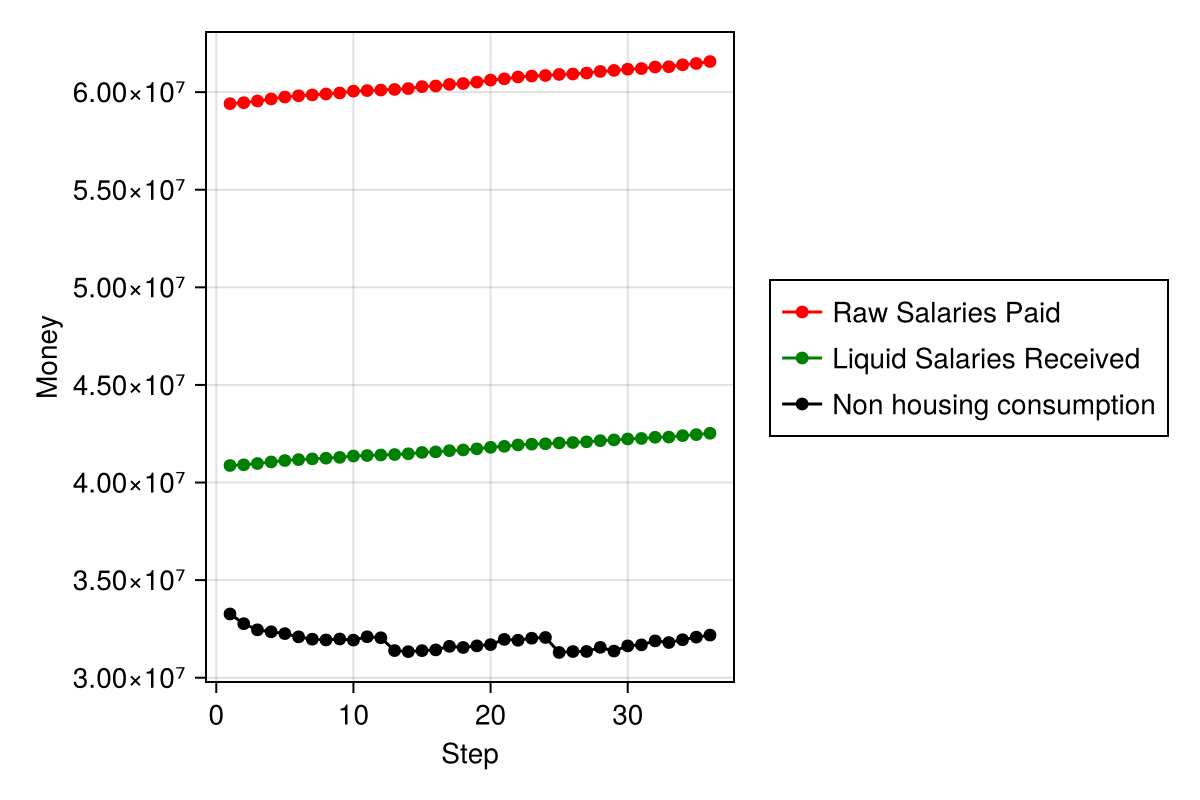 6.00×10⁷
5.50×10⁷
5.00×10⁷
4.50×10⁷
4.00×10⁷
3.50×10⁷
3.00×10⁷
Money
0 10 20 30
Step
Raw Salaries Paid
Liquid Salaries Received
Non housing consumption